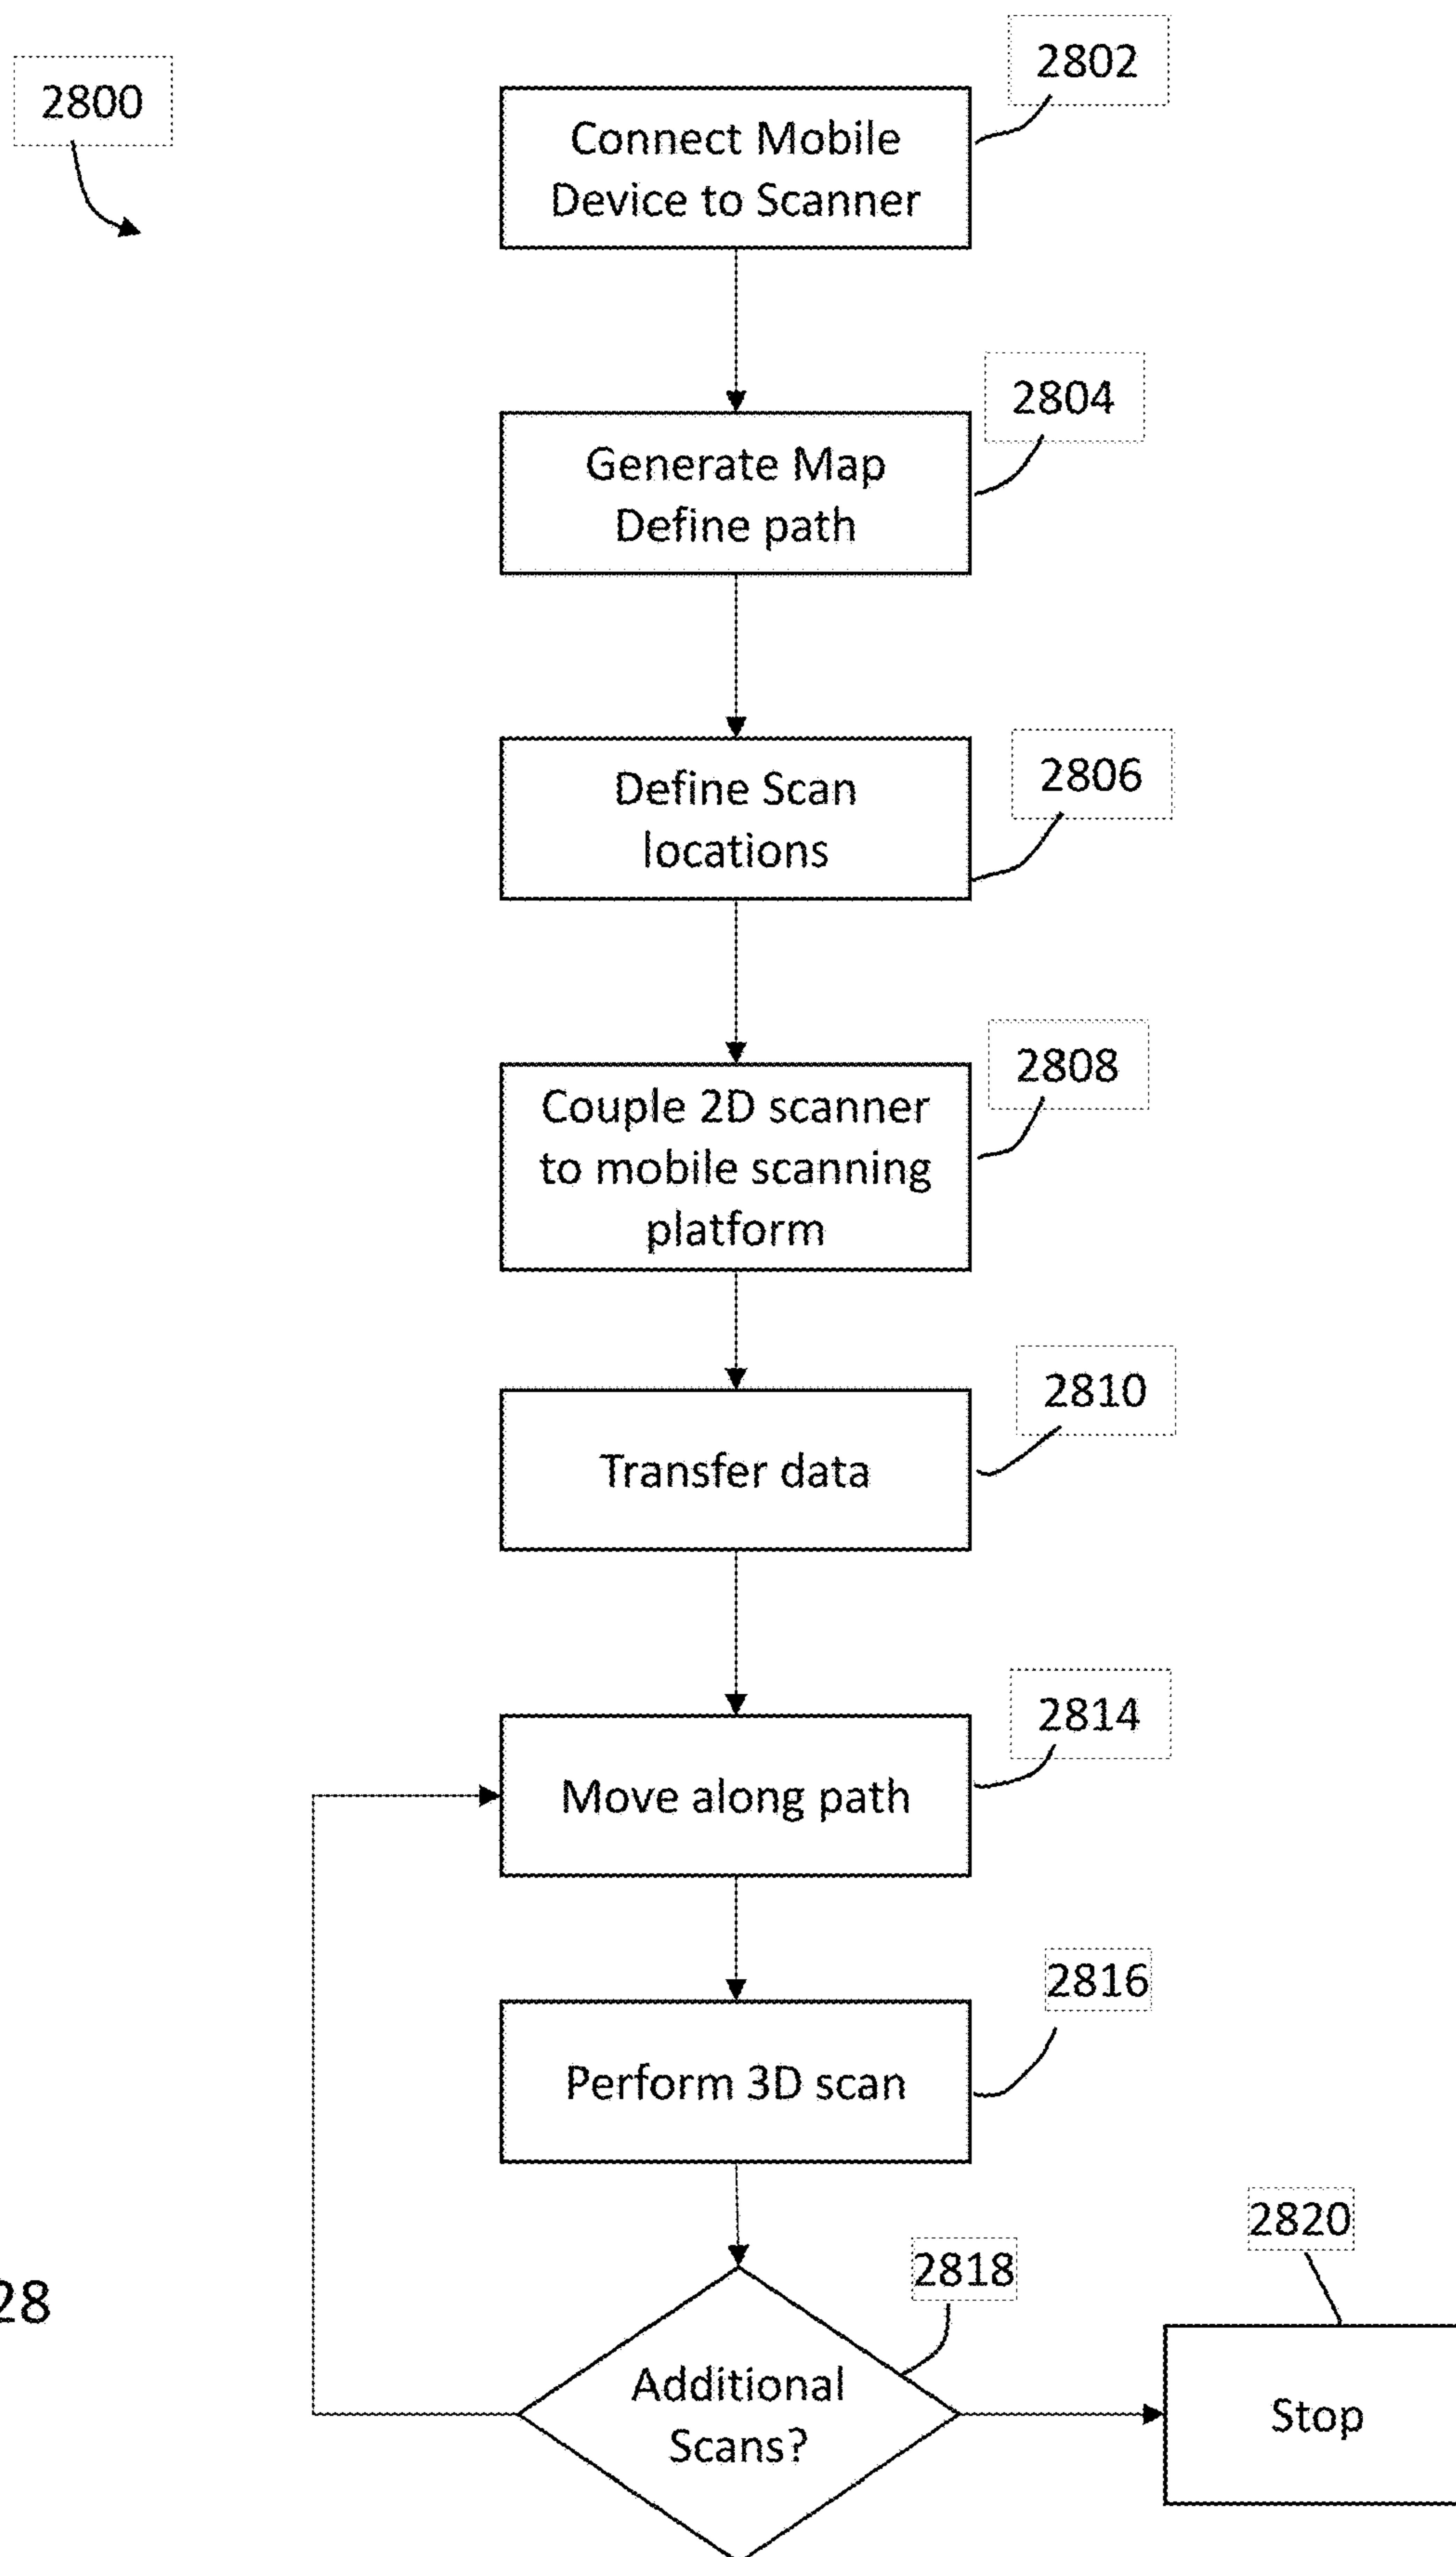 2800
2802
Connect Mobile
Device to Scanner
2804
Generate Map
Define path
2806
Define Scan
locations
2808
Couple 2D scanner
to mobile scanning
platform
2810
Transfer data
2814
Move along path
2816
Perform 3D scan
2818
2820
28
Additional
Scans?
Stop